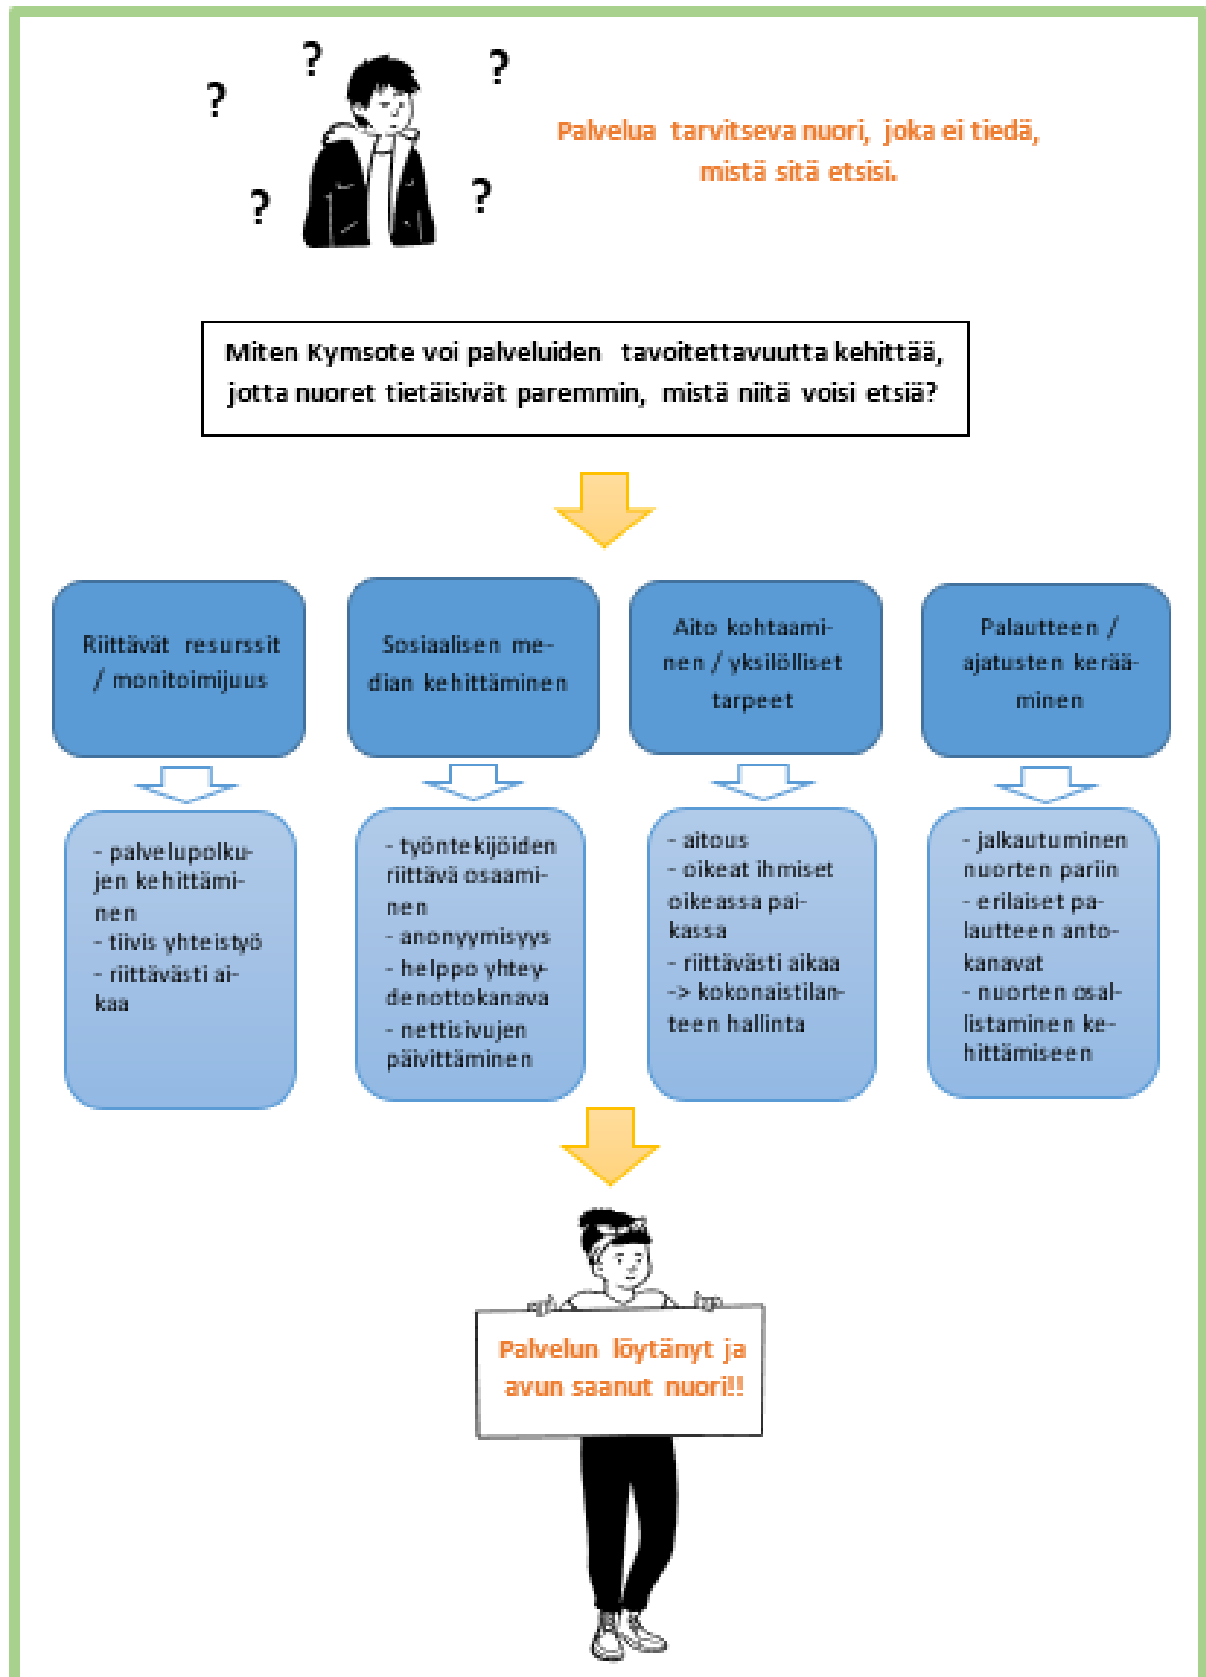 ?
?
?
?
?
Palvelua tarvitseva nuori, joka ei tiedä,
mistä sitä etsisi.
Miten Kymsote voi palveluiden tavoitettavuutta kehittää,
jotta nuoret tietäisivät paremmin, mistä niitä voisi etsiä?
Riittävät resurssit
/ monitoimijuus
Sosiaalisen me-
dian kehittäminen
Aito kohtaami-
nen / yksilölliset
tarpeet
Palautteen /
ajatusten kerää-
minen
- palvelupolku-
jen kehittämi-
nen
- tiivis yhteistyö
- riittävästi ai-
kaa
- työntekijöiden
riittävä osaami-
nen
- anonyymisyys
- helppo yhtey-
denottokanava
- nettisivujen
päivittäminen
- aitous
- oikeat ihmiset
oikeassa pai-
kassa
- riittävästi aikaa
-> kokonaistilan-
teen hallinta
- jalkautuminen
nuorten pariin
- erilaiset pa-
lautteen anto-
kanavat
- nuorten osal-
listaminen ke-
hittämiseen
Palvelun löytänyt ja
avun saanut nuori!!